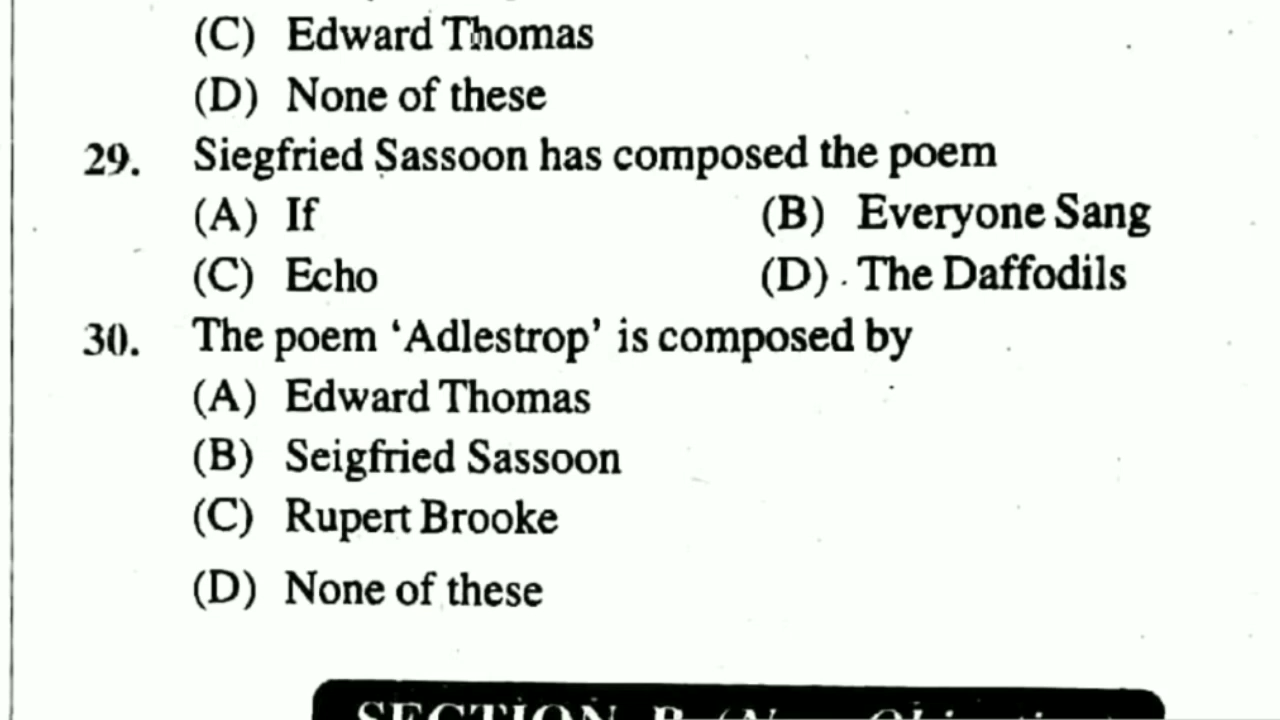 (C) Edward Thomas
(D) None of these
29. Siegfried Sassoon has composed the poem
(A) If (B) Everyone Sang
(C) Echo (D) The Daffodils
30. The poem ‘Adlestrop’ is composed by
(A) Edward Thomas
(B) Seigfried Sassoon
(C) Rupert Brooke
(D) None of these
SECTION